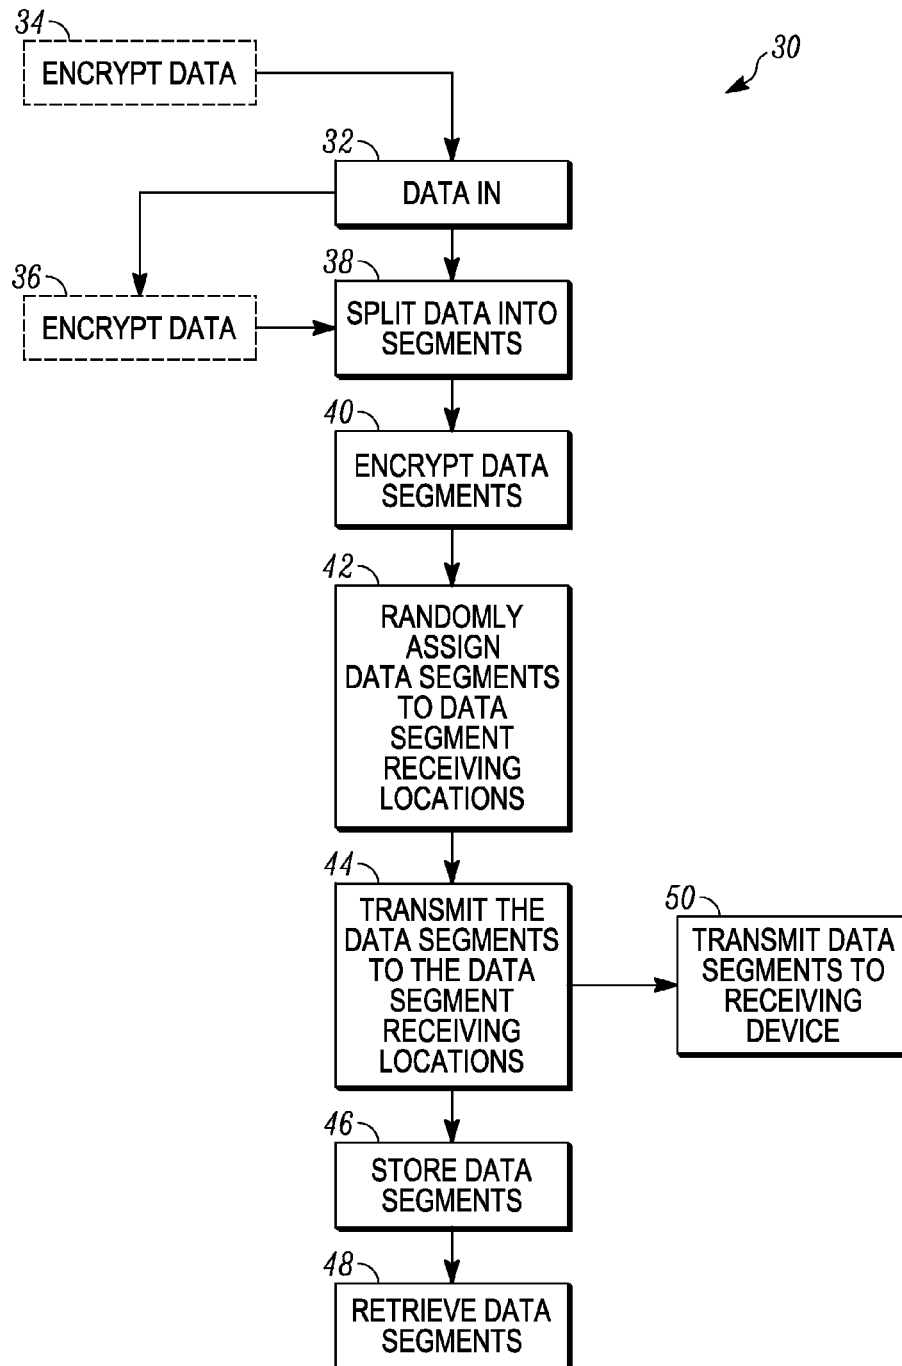 34
ENCRYPT DATA
30
32
DATA IN
36
ENCRYPT DATA
38
SPLIT DATA INTO
SEGMENTS
40
ENCRYPT DATA
SEGMENTS
42
RANDOMLY
ASSIGN
DATA SEGMENTS
TO DATA
SEGMENT
RECEIVING
LOCATIONS
44
TRANSMIT THE
DATA SEGMENTS
TO THE DATA
SEGMENT
RECEIVING
LOCATIONS
50
TRANSMIT DATA
SEGMENTS TO
RECEIVING
DEVICE
46
STORE DATA
SEGMENTS
48
RETRIEVE DATA
SEGMENTS